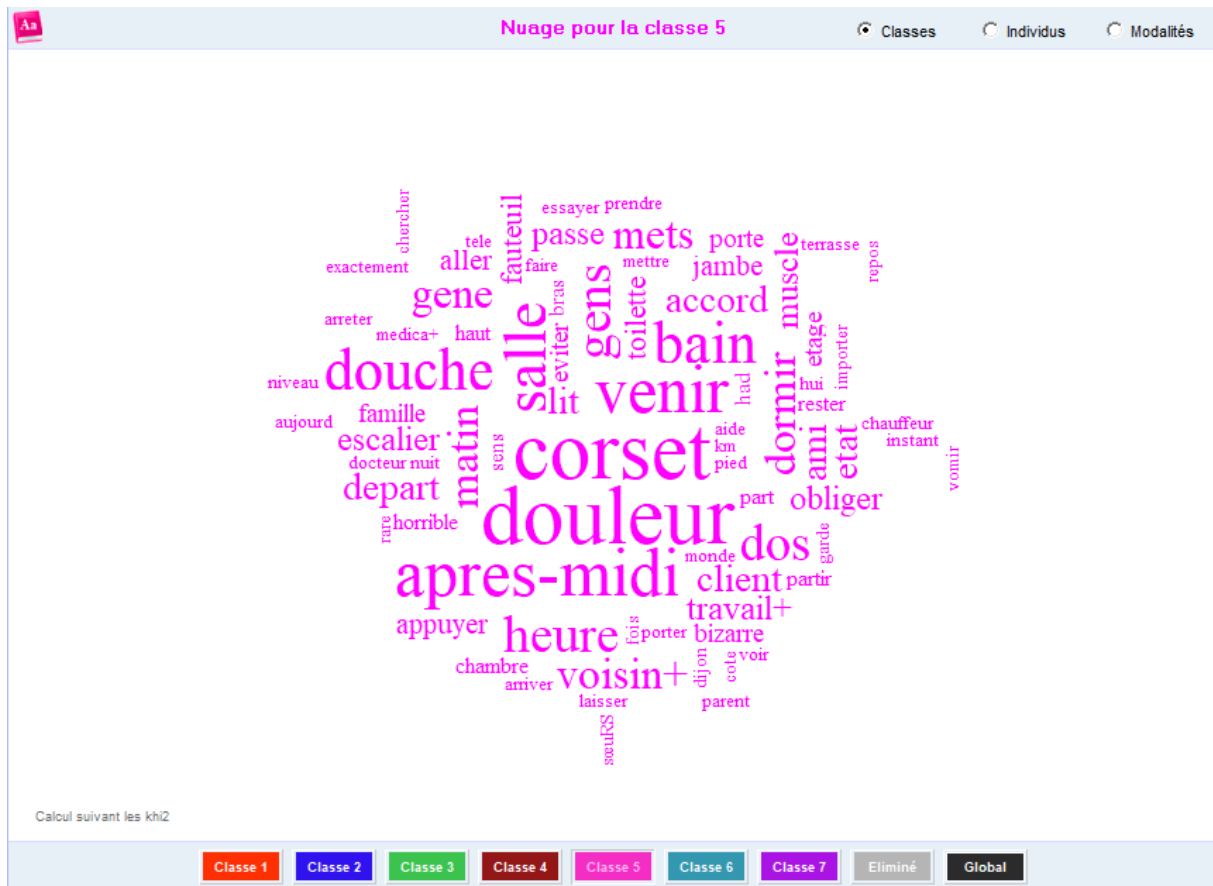 Aa
Nuage pour la classe 5
Classes
Individus
Modalités
chercher
fauteuil
essayer
prendre
tele
passe
mets
porte
muscle
terrasse
repos
exactement
aller
faire
mettre
jambe
gene
bras
gens
toilette
accord
arreter
medica+
haut
salle
eviter
bain
etage
importer
niveau
douche
lit
venir
had
dormir
hui
rester
aujourd
famille
matin
escalier
sens
corset
aide
km
pied
ami
etat
chauffeur
instant
vomir
docteur
nuit
depart
douleur
part
obliger
rare
horrible
monde
dos
garde
apres-midi
client
partir
travail+
appuyer
heure
fois
porter
bizarre
chambre
arriver
voisin+
dijon
cote
voir
laisser
parent
sœuRS
Calcul suivant les khi2
Classe 1
Classe 2
Classe 3
Classe 4
Classe 5
Classe 6
Classe 7
Eliminé
Global